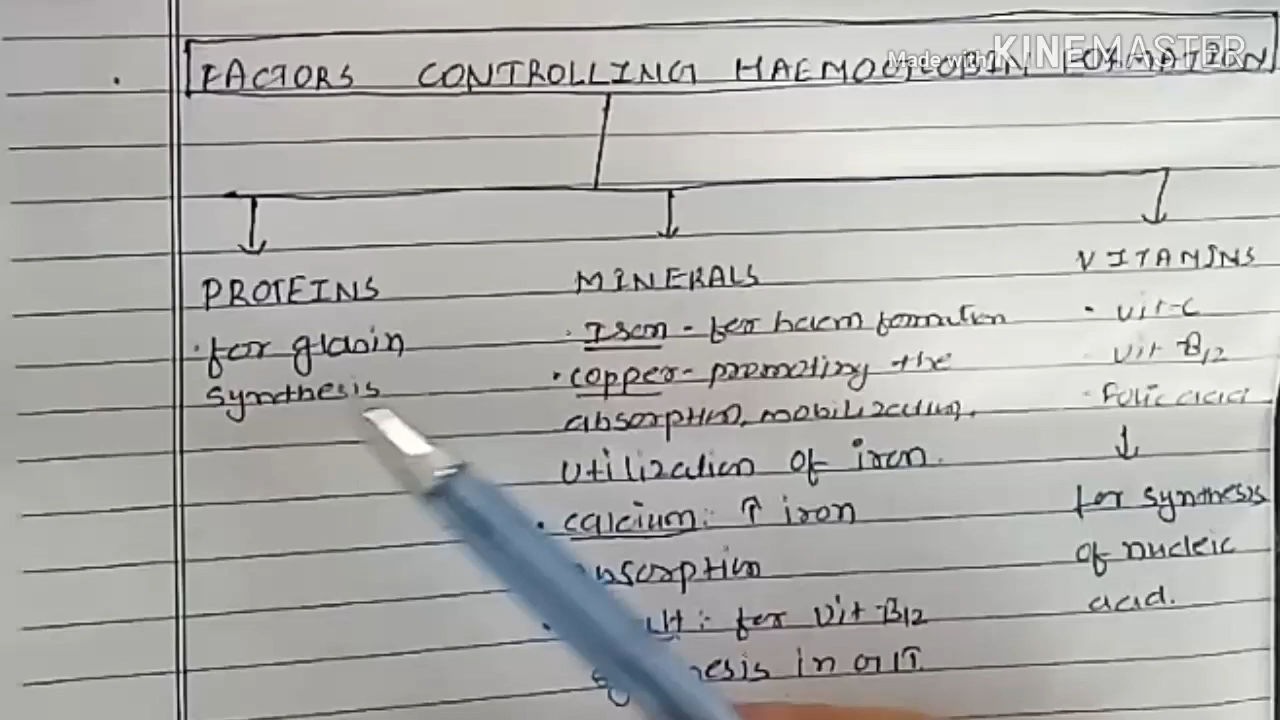 Made with KINEMASTER
FACTORS CONTROLLING HAEMOGLOBIN FORMATION
PROTEINS
· for globin
synthesis
MINERALS
· Iron - for haem formation
· copper - promoting the
absorption, mobilization,
utilization of iron.
· calcium: ↑ iron
absorption
: for Vit B12
in GIT
VITAMINS
· vit-C
vit B12
· Folic acid
↓
for synthesis
of nucleic
acid.